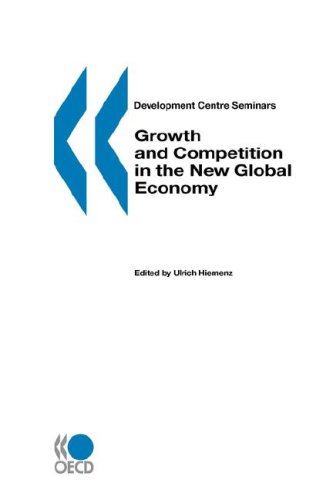 Development Centre Seminars
Growth
and Competition
in the New Global
Economy
Edited by Ulrich Hiemenz
OECD